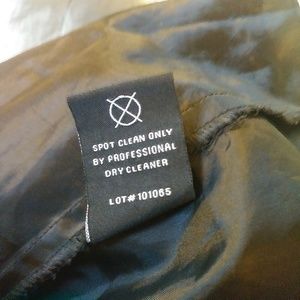 SPOT CLEAN ONLY
BY PROFESSIONAL
DRY CLEANER
LOT# 101065